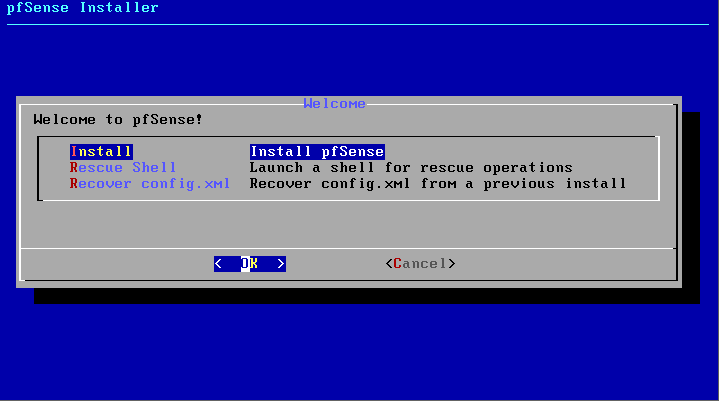 pfSense Installer
Welcome
Welcome to pfSense!
Install Install pfSense
Rescue Shell Launch a shell for rescue operations
Recover config.xml Recover config.xml from a previous install
< OK > <Cancel>